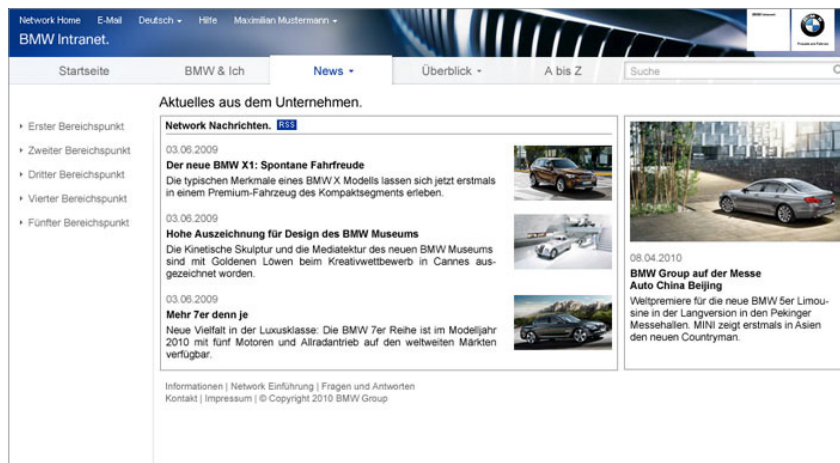 Network Home E-Mail Deutsch Hilfe Maximilian Mustermann
BMW Intranet.
Startseite BMW & Ich News Überblick A bis Z Suche
Aktuelles aus dem Unternehmen.
Erster Bereichspunkt
Zweiter Bereichspunkt
Dritter Bereichspunkt
Vierter Bereichspunkt
Fünfter Bereichspunkt
Network Nachrichten. RSS
03.06.2009
Der neue BMW X1: Spontane Fahrfreude
Die typischen Merkmale eines BMW X Modells lassen sich jetzt erstmals
in einem Premium-Fahrzeug des Kompaktsegments erleben.
03.06.2009
Hohe Auszeichnung für Design des BMW Museums
Die Kinetische Skulptur und die Mediatektur des neuen BMW Museums
sind mit Goldenen Löwen beim Kreativwettbewerb in Cannes aus-
gezeichnet worden.
03.06.2009
Mehr 7er denn je
Neue Vielfalt in der Luxusklasse: Die BMW 7er Reihe ist im Modelljahr
2010 mit fünf Motoren und Allradantrieb auf den weltweiten Märkten
verfügbar.
08.04.2010
BMW Group auf der Messe
Auto China Beijing
Weltpremiere für die neue BMW 5er Limou-
sine in der Langversion in den Pekinger
Messehallen. MINI zeigt erstmals in Asien
den neuen Countryman.
Informationen | Network Einführung | Fragen und Antworten
Kontakt | Impressum | © Copyright 2010 BMW Group